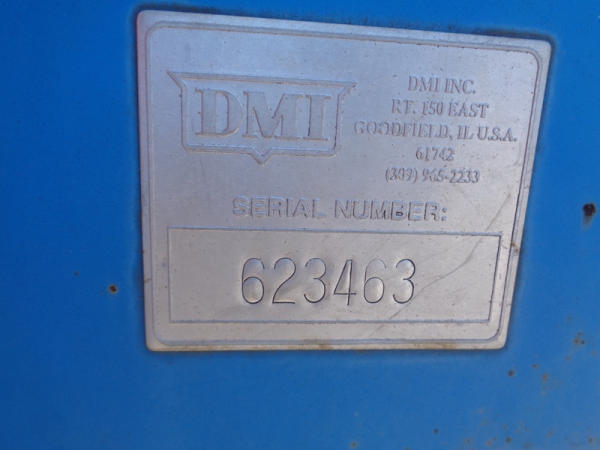 DMI
DMI INC.
RT. 150 EAST
GOODFIELD, IL U.S.A.
61742
(309) 965-2233
SERIAL NUMBER:
623463